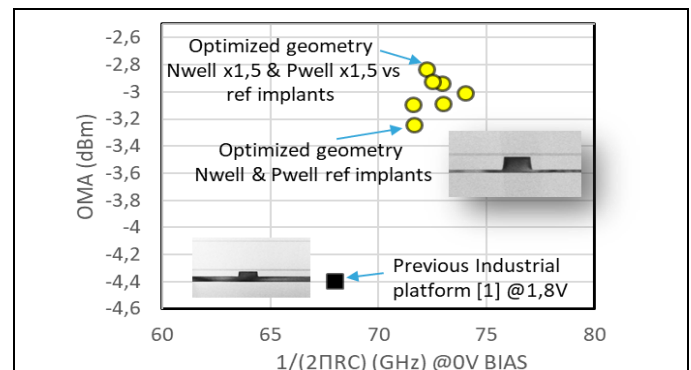 -2,6
-2,8
-3
-3,2
-3,4
-3,6
-3,8
-4
-4,2
-4,4
-4,6
OMA (dBm)
Optimized geometry
Nwell x1,5 & Pwell x1,5 vs
ref implants
Optimized geometry
Nwell & Pwell ref implants
Previous Industrial
platform [1] @1,8V
60 65 70 75 80
1/(2ΠRC) (GHz) @0V BIAS